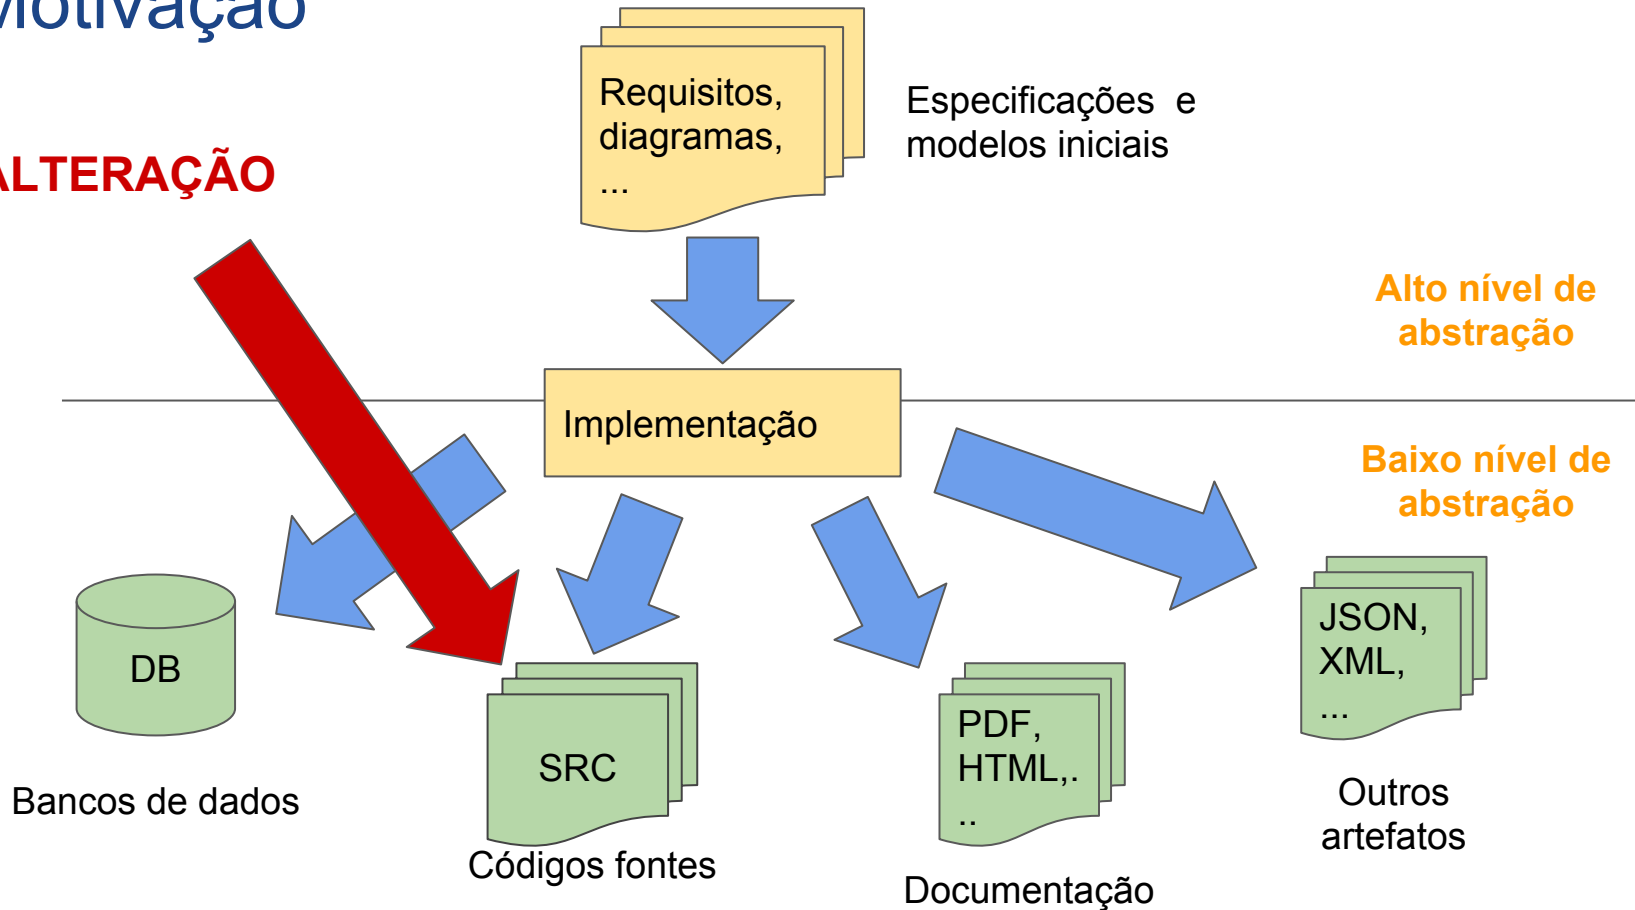 Motivação
Requisitos,
diagramas,
...
Especificações e
modelos iniciais
ALTERAÇÃO
Alto nível de
abstração
Implementação
Baixo nível de
abstração
DB
Bancos de dados
SRC
Códigos fontes
PDF,
HTML,.
..
Documentação
JSON,
XML,
...
Outros
artefatos